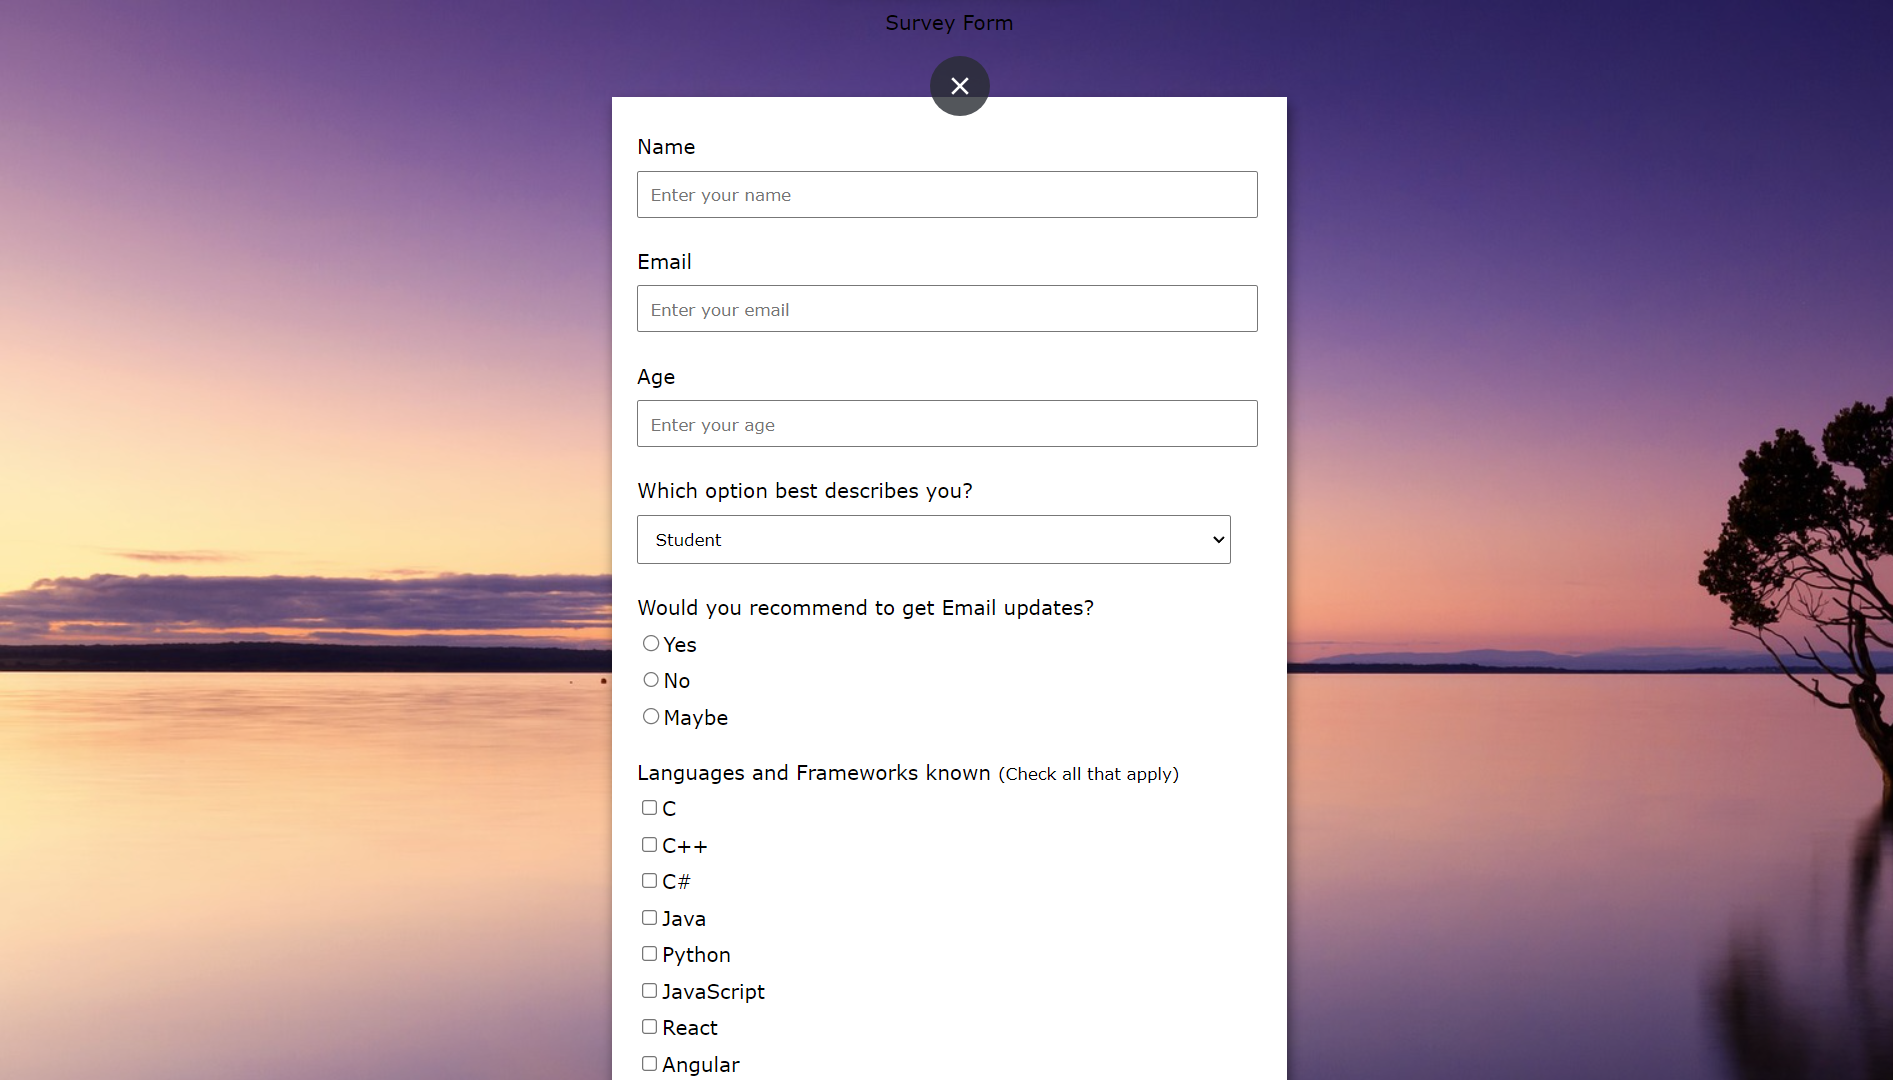 Survey Form
Name
Enter your name
Email
Enter your email
Age
Enter your age
Which option best describes you?
Student
Would you recommend to get Email updates?
Yes
No
Maybe
Languages and Frameworks known (Check all that apply)
C
C++
C#
Java
Python
JavaScript
React
Angular